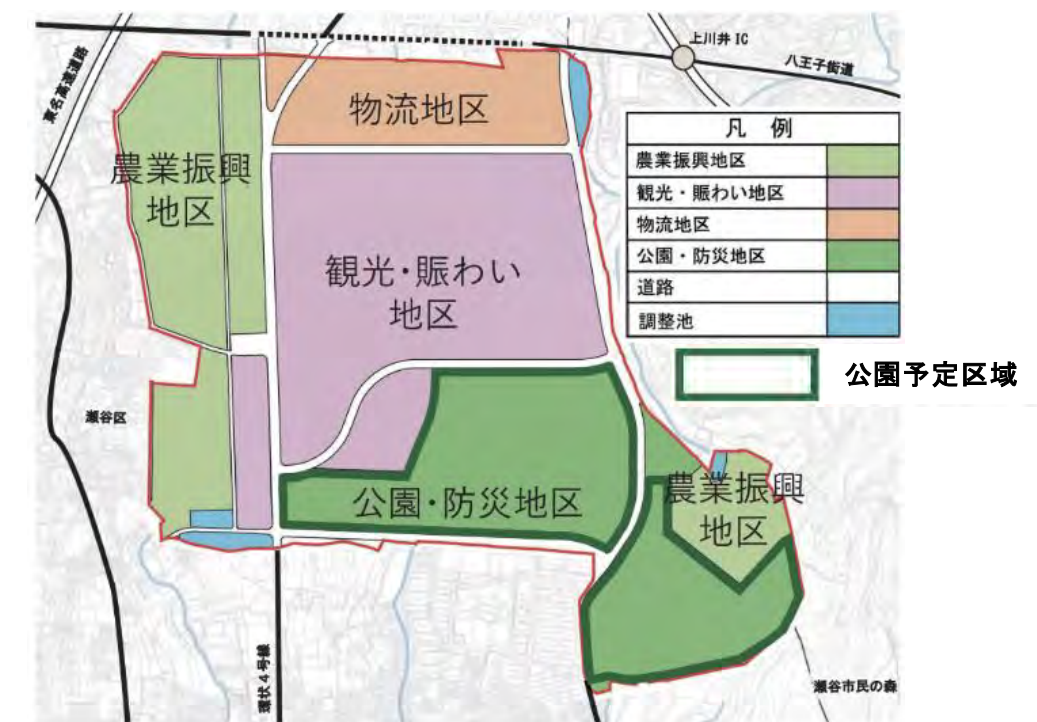 上川井 IC
八王子街道
東名高速道路
物流地区
農業振興
地区
観光・賑わい
地区
凡 例
農業振興地区
観光・賑わい地区
物流地区
公園・防災地区
道路
調整池
公園予定区域
瀬谷区
公園・防災地区
農業振興
地区
環状4号線
瀬谷市民の森